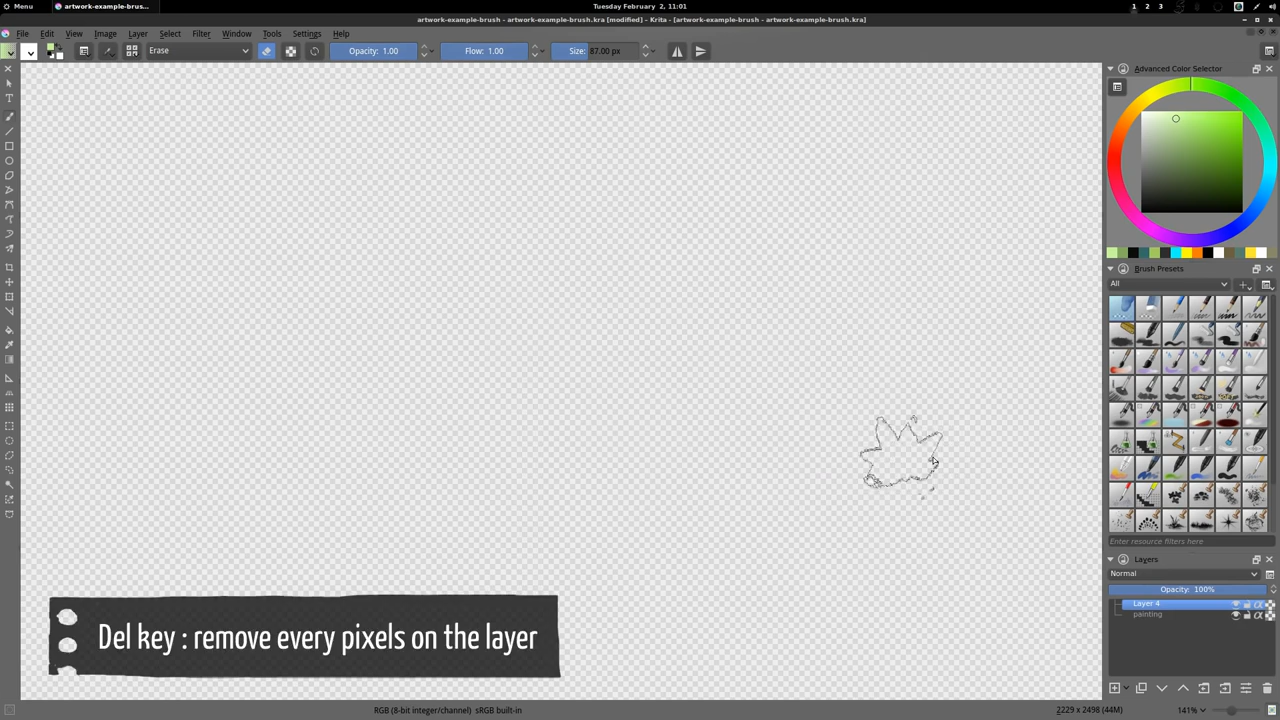 Menu
artwork-example-brus...
Tuesday February 2, 11:01
1 2 3
artwork-example-brush - artwork-example-brush.kra [modified] - Krita - [artwork-example-brush - artwork-example-brush.kra]
File Edit View Image Layer Select Filter Window Tools Settings Help
Erase
Opacity: 1.00
Flow: 1.00
Size: 87.00 px
Advanced Color Selector
Brush Presets
All
Enter resource filters here
Layers
Normal
Opacity: 100%
Layer 4
painting
Del key : remove every pixels on the layer
RGB (8-bit integer/channel) sRGB built-in
2229 x 2498 (44M)
141%